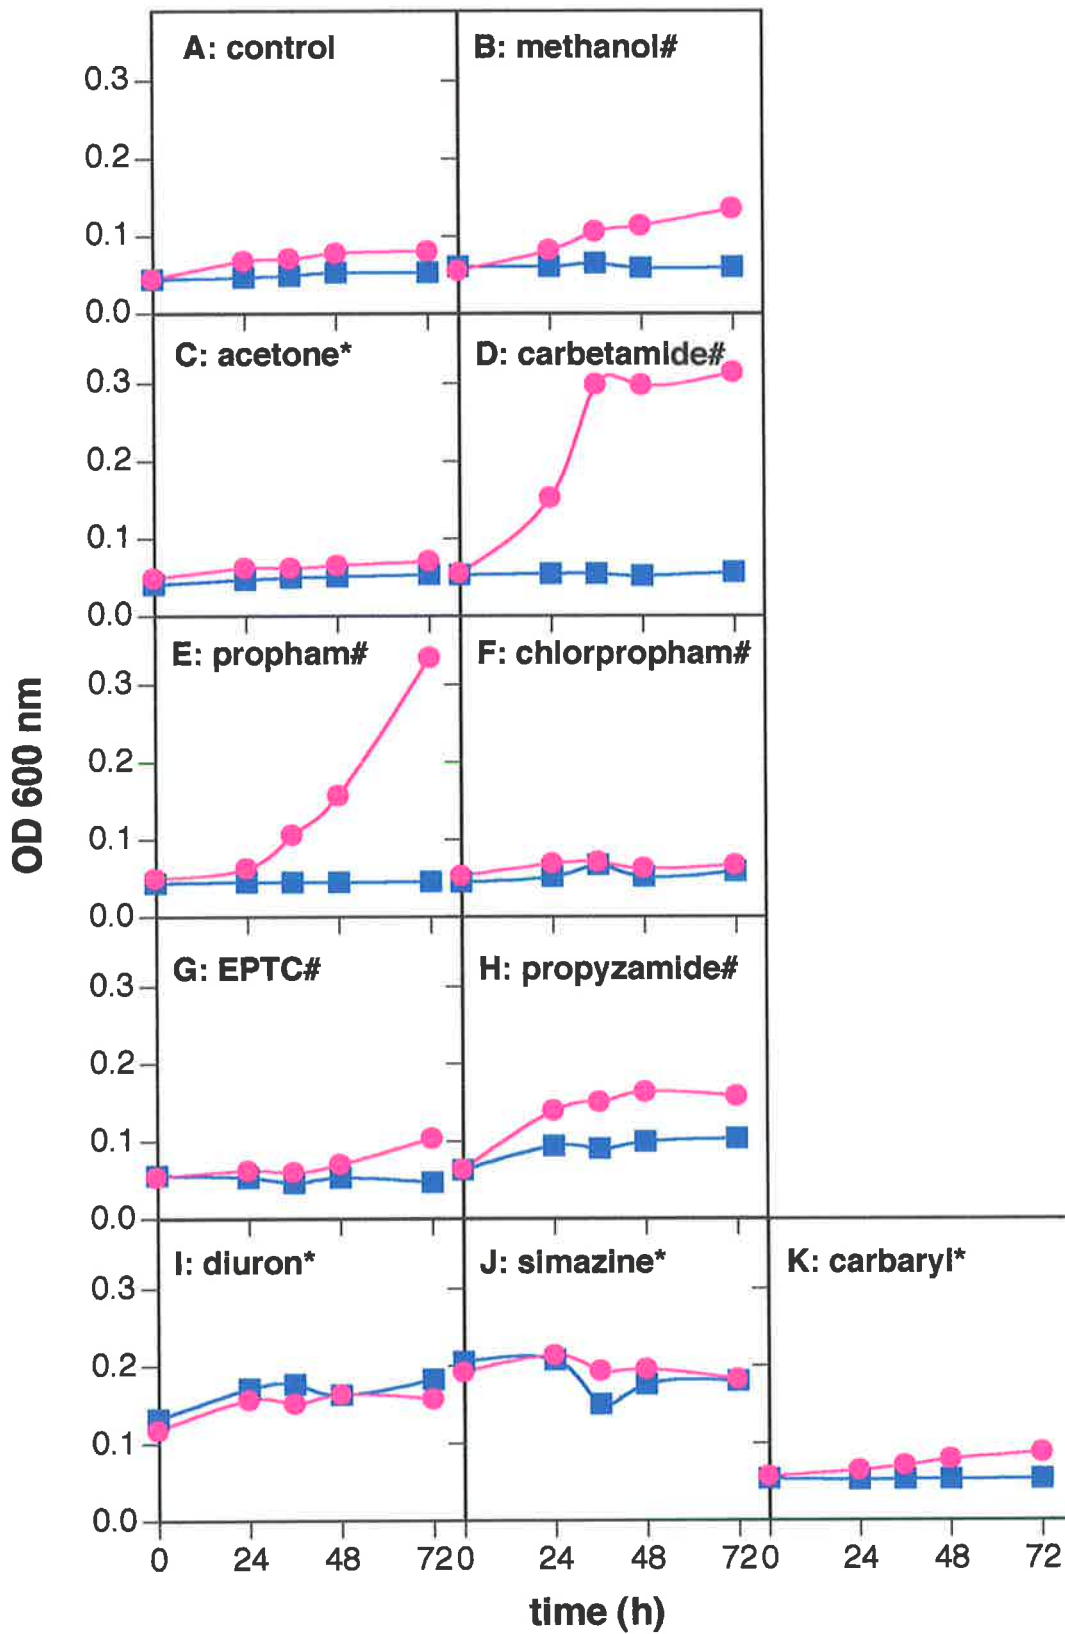 A: control
B: methanol#
0.3
0.2
0.1
0.0
C: acetone*
D: carbetamide#
0.3
0.2
0.1
0.0
E: propham#
F: chlorpropham#
0.3
0.2
0.1
0.0
G: EPTC#
H: propyzamide#
0.3
0.2
0.1
0.0
I: diuron*
J: simazine*
K: carbaryl*
0.3
0.2
0.1
0.0
0 24 48 72 0 24 48 72 0 24 48 72
time (h)
OD 600 nm